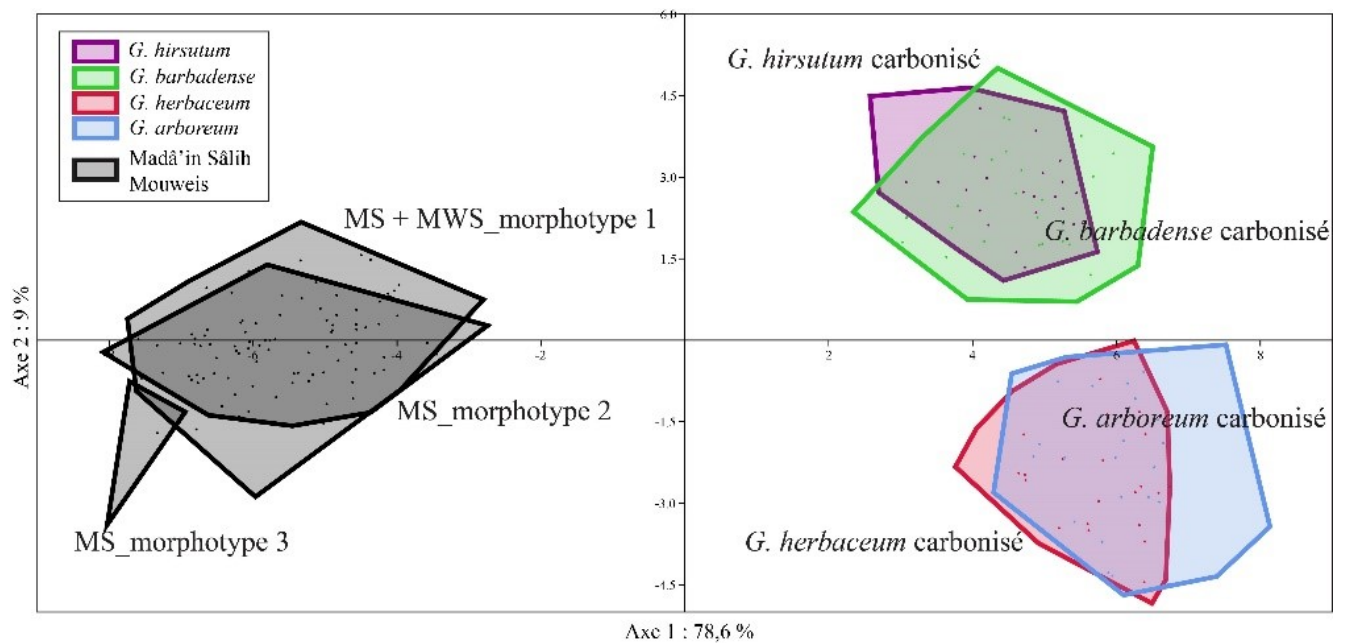 6.0
G. hirsutum
G. barbadense
G. herbaceum
G. arboreum
Madâ'in Sâlih
Mouweis
G. hirsutum carbonisé
4.5
3.0
MS + MWS_morphotype 1
G. barbadense carbonisé
1.5
Axe 2 : 9 %
-6
-4
-2
2
4
6
8
MS_morphotype 2
-1.5
G. arboreum carbonisé
-3.0
MS_morphotype 3
G. herbaceum carbonisé
-4.5
Axe 1 : 78,6 %